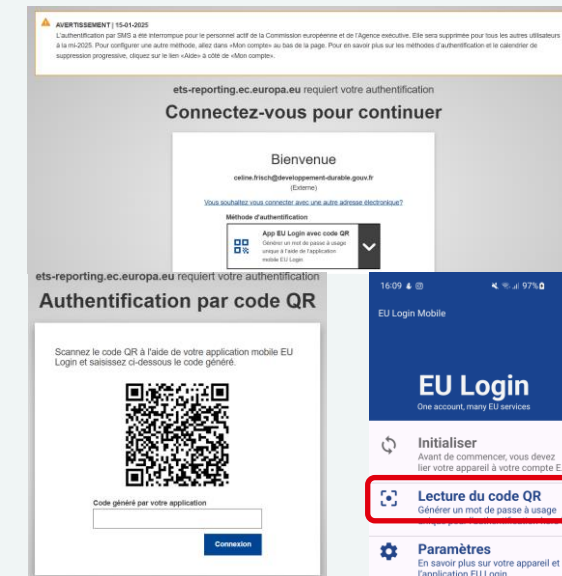 AVERTISSEMENT | 15-01-2025
L'authentification par SMS a été interrompue pour le personnel actif de la Commission européenne et de l'Agence exécutive. Elle sera supprimée pour tous les autres utilisateurs
à la mi-2025. Pour configurer une autre méthode, allez dans «Mon compte» au bas de la page. Pour en savoir plus sur les méthodes d'authentification et le calendrier de
suppression progressive, cliquez sur le lien «Aide» à côté de «Mon compte».
ets-reporting.ec.europa.eu requiert votre authentification
Connectez-vous pour continuer
Bienvenue
celine.frisch@developpement-durable.gouv.fr
(Externe)
Vous souhaitez vous connecter avec une autre adresse électronique?
Méthode d'authentification
App EU Login avec code QR
Générer un mot de passe à usage
unique à l'aide de l'application
mobile EU Login.
ets-reporting.ec.europa.eu requiert votre authentification
Authentification par code QR
Scannez le code QR à l'aide de votre application mobile EU
Login et saisissez ci-dessous le code généré.
Code généré par votre application
Connexion
16:09 97%
EU Login Mobile
EU Login
One account, many EU services
Initialiser
Avant de commencer, vous devez
lier votre appareil à votre compte E
Lecture du code QR
Générer un mot de passe à usage
unique pour l'authentification hors
Paramètres
En savoir plus sur votre appareil et
l'application EU Login